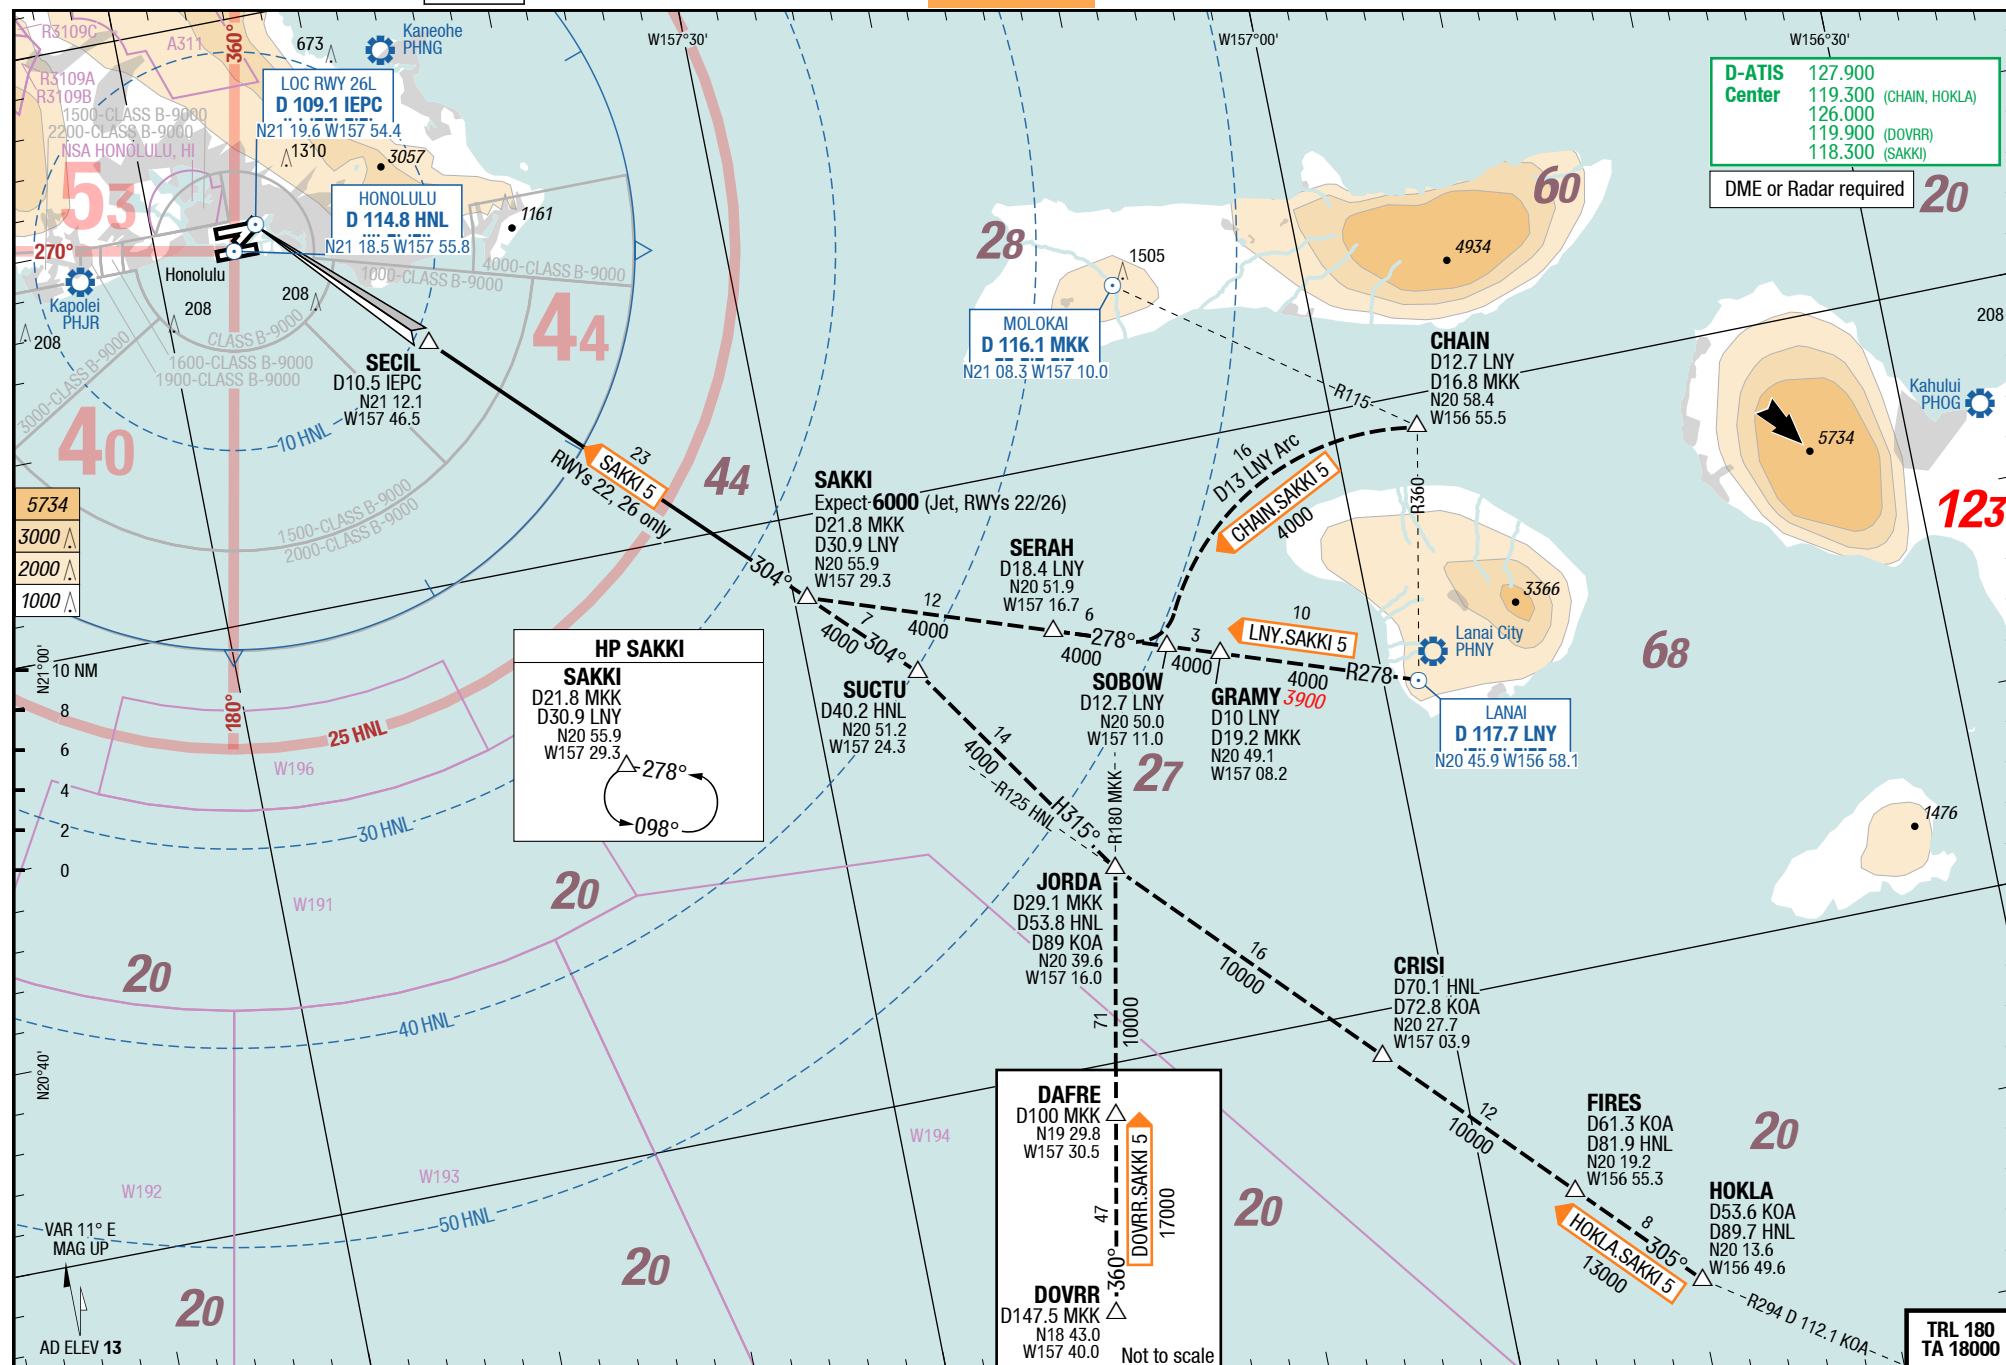 R3109C
A311
360°
673
Kaneohe
PHNG
R3109A
R3109B
1500-CLASS B-9000
2200-CLASS B-9000
NSA HONOLULU, HI
LOC RWY 26L
D 109.1 IEPC
N21 19.6 W157 54.4
1310
3057
53
HONOLULU
D 114.8 HNL
N21 18.5 W157 55.8
1161
270°
Honolulu
1000-CLASS B-9000
4000-CLASS B-9000
Kapolei
PHJR
208
208
208
CLASS B-9000
1600-CLASS B-9000
1900-CLASS B-9000
3000-CLASS B-9000
44
40
10 HNL
SECIL
D10.5 IEPC
N21 12.1
W157 46.5
1500-CLASS B-9000
2000-CLASS B-9000
5734
3000
2000
1000
N21°00'
10 NM
8
6
4
2
0
180°
25 HNL
W196
30 HNL
W191
20
20
40 HNL
N20°40'
W192
W193
W194
50 HNL
VAR 11° E
MAG UP
AD ELEV 13
20
20
W157°30'
W157°00'
W156°30'
D-ATIS 127.900
Center 119.300 (CHAIN, HOKLA)
126.000
119.900 (DOVRR)
118.300 (SAKKI)
DME or Radar required
20
60
28
4934
1505
MOLOKAI
D 116.1 MKK
N21 08.3 W157 10.0
R115
CHAIN
D12.7 LNY
D16.8 MKK
N20 58.4
W156 55.5
208
Kahului
PHOG
5734
123
23
SAKKI 5
RWYs 22, 26 only
304°
44
SAKKI
Expect 6000 (Jet, RWYs 22/26)
D21.8 MKK
D30.9 LNY
N20 55.9
W157 29.3
16
D13 LNY Arc
CHAIN.SAKKI 5
4000
R360
SERAH
D18.4 LNY
N20 51.9
W157 16.7
12
4000
6
278°
4000
3
4000
10
LNY.SAKKI 5
4000
R278
3366
Lanai City
PHNY
68
7
304°
4000
SUCTU
D40.2 HNL
N20 51.2
W157 24.3
SOBOW
D12.7 LNY
N20 50.0
W157 11.0
GRAMY 3900
D10 LNY
D19.2 MKK
N20 49.1
W157 08.2
LANAI
D 117.7 LNY
N20 45.9 W156 58.1
HP SAKKI
SAKKI
D21.8 MKK
D30.9 LNY
N20 55.9
W157 29.3
278°
098°
14
4000
R125 HNL
H315°
R180 MKK
27
1476
JORDA
D29.1 MKK
D53.8 HNL
D89 KOA
N20 39.6
W157 16.0
71
10000
16
10000
CRISI
D70.1 HNL
D72.8 KOA
N20 27.7
W157 03.9
12
10000
FIRES
D61.3 KOA
D81.9 HNL
N20 19.2
W156 55.3
20
20
8
305°
HOKLA.SAKKI 5
13000
HOKLA
D53.6 KOA
D89.7 HNL
N20 13.6
W156 49.6
R294 D 112.1 KOA
DAFRE
D100 MKK
N19 29.8
W157 30.5
47
DOVRR.SAKKI 5
17000
360°
DOVRR
D147.5 MKK
N18 43.0
W157 40.0
Not to scale
TRL 180
TA 18000